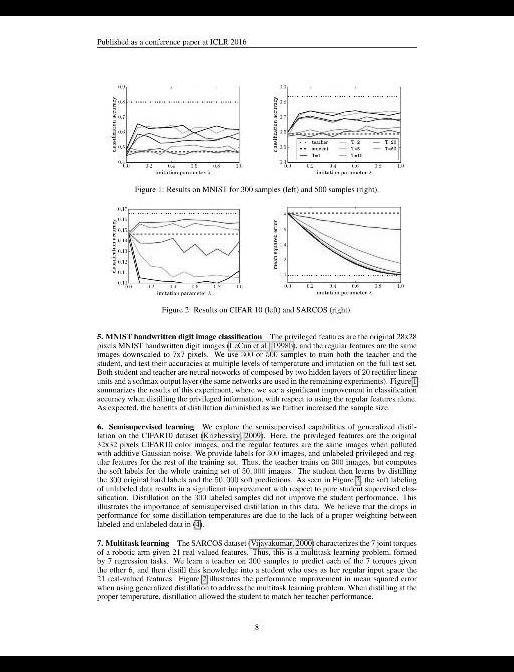 Published as a conference paper at ICLR 2016
classification accuracy
imitation parameter λ
classification accuracy
teacher
student
imitation parameter λ
Figure 1: Results on MNIST for 300 samples (left) and 500 samples (right).
classification accuracy
imitation parameter λ
mean squared error
imitation parameter λ
Figure 2: Results on CIFAR 10 (left) and SARCOS (right)
5. MNIST handwritten digit image classification The privileged features are the original 28x28
pixels MNIST handwritten digit images (LeCun et al., 1998b), and the regular features are the same
images downscaled to 7x7 pixels. We use 300 or 500 samples to train both the teacher and the
student, and test their accuracies at multiple levels of temperature and imitation on the full test set.
Both student and teacher are neural networks of composed by two hidden layers of 20 rectifier linear
units and a softmax output layer (the same networks are used in the remaining experiments). Figure 1
summarizes the results of this experiment, where we see a significant improvement in classification
accuracy when distilling the privileged information, with respect to using the regular features alone.
As expected, the benefits of distillation diminished as we further increased the sample size.
6. Semisupervised learning We explore the semisupervised capabilities of generalized distil-
lation on the CIFAR10 dataset (Krizhevsky, 2009). Here, the privileged features are the original
32x32 pixels CIFAR10 color images, and the regular features are the same images when polluted
with additive Gaussian noise. We provide labels for 300 images, and unlabeled privileged and reg-
ular features for the rest of the training set. Thus, the teacher trains on 300 images, but computes
the soft labels for the whole training set of 50,000 images. The student then learns by distilling
the 300 original hard labels and the 50,000 soft predictions. As seen in Figure 2, the soft labeling
of unlabeled data results in a significant improvement with respect to pure student supervised clas-
sification. Distillation on the 300 labeled samples did not improve the student performance. This
illustrates the importance of semisupervised distillation in this data. We believe that the drops in
performance for some distillation temperatures are due to the lack of a proper weighting between
labeled and unlabeled data in (4).
7. Multitask learning The SARCOS dataset (Vijayakumar, 2000) characterizes the 7 joint torques
of a robotic arm given 21 real-valued features. Thus, this is a multitask learning problem, formed
by 7 regression tasks. We learn a teacher on 300 samples to predict each of the 7 torques given
the other 6, and then distill this knowledge into a student who uses as her regular input space the
21 real-valued features. Figure 2 illustrates the performance improvement in mean squared error
when using generalized distillation to address the multitask learning problem. When distilling at the
proper temperature, distillation allowed the student to match her teacher performance.
8